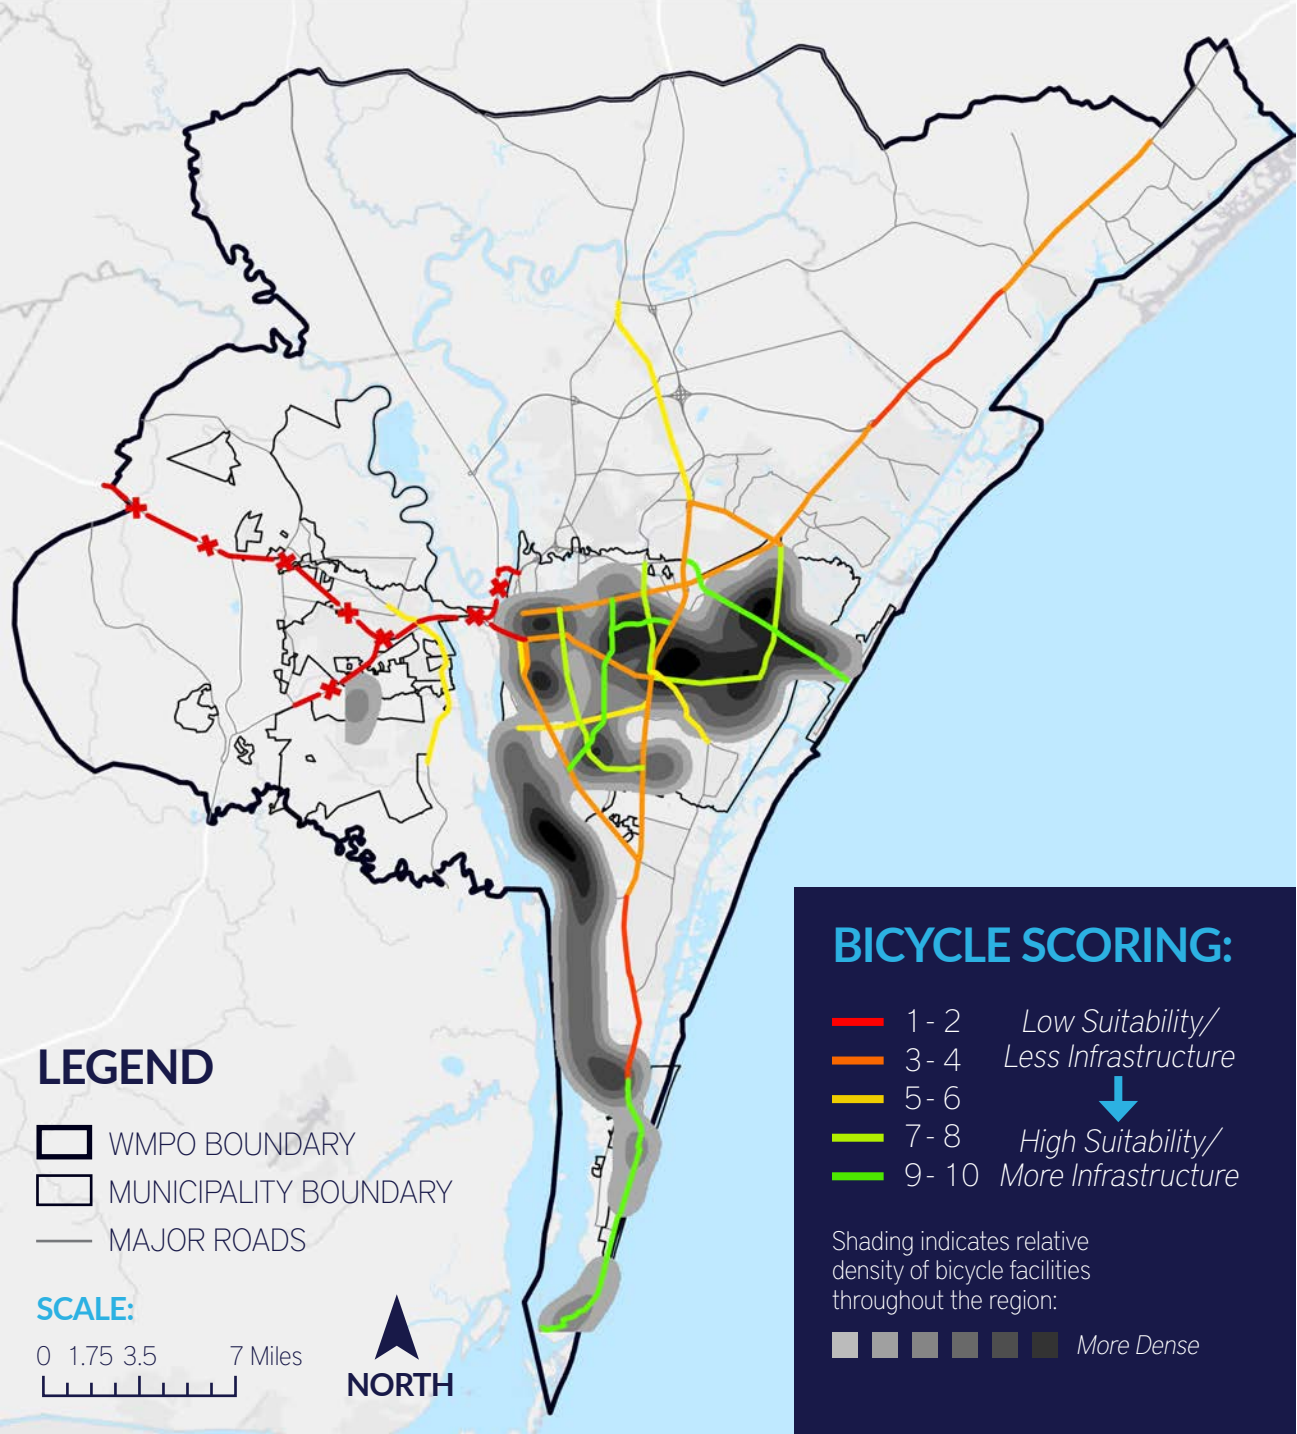 LEGEND
WMPO BOUNDARY
MUNICIPALITY BOUNDARY
MAJOR ROADS
SCALE:
0 1.75 3.5 7 Miles
NORTH
BICYCLE SCORING:
1 - 2
3 - 4
5 - 6
7 - 8
9 - 10
Low Suitability/
Less Infrastructure
High Suitability/
More Infrastructure
Shading indicates relative
density of bicycle facilities
throughout the region:
More Dense